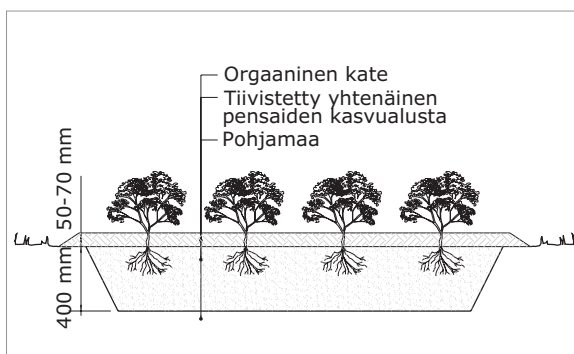 Orgaaninen kate
Tiivistetty yhtenäinen
pensaiden kasvualusta
Pohjamaa
50-70 mm
400 mm